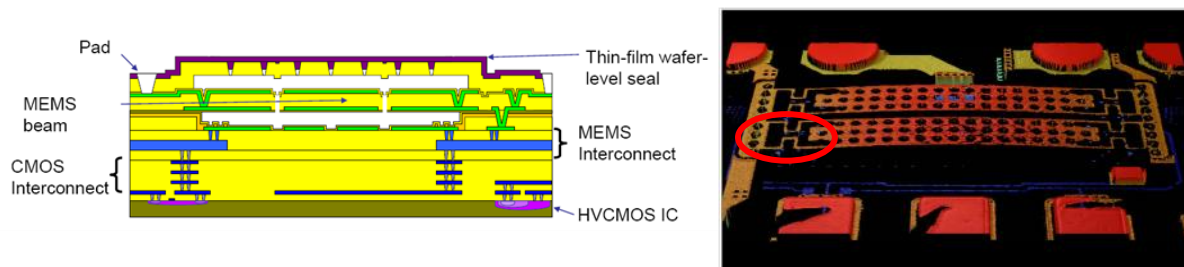 Pad
Thin-film wafer-
level seal
MEMS
beam
MEMS
Interconnect
CMOS
Interconnect
HVCMOS IC